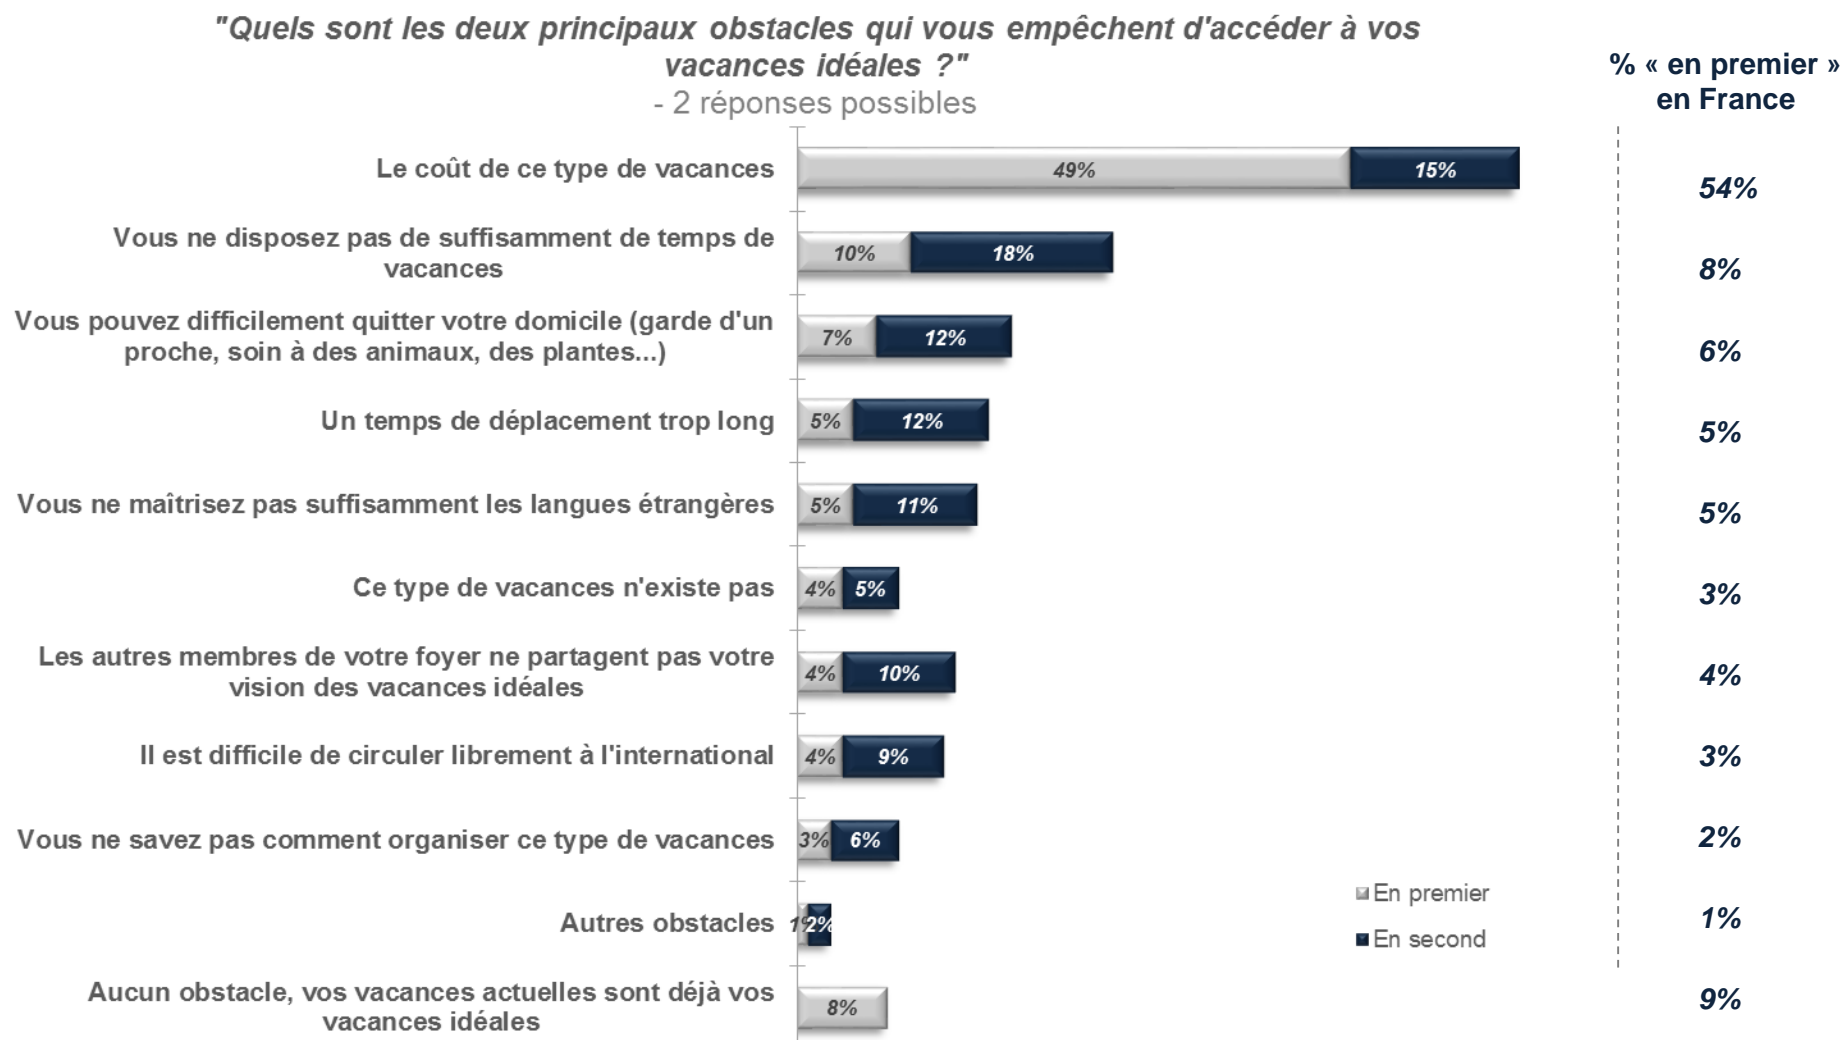 "Quels sont les deux principaux obstacles qui vous empêchent d'accéder à vos
vacances idéales ?"
- 2 réponses possibles
% « en premier »
en France
Le coût de ce type de vacances
49%
15%
54%
Vous ne disposez pas de suffisamment de temps de
vacances
10%
18%
8%
Vous pouvez difficilement quitter votre domicile (garde d'un
proche, soin à des animaux, des plantes...)
7%
12%
6%
Un temps de déplacement trop long
5%
12%
5%
Vous ne maîtrisez pas suffisamment les langues étrangères
5%
11%
5%
Ce type de vacances n'existe pas
4%
5%
3%
Les autres membres de votre foyer ne partagent pas votre
vision des vacances idéales
4%
10%
4%
Il est difficile de circuler librement à l'international
4%
9%
3%
Vous ne savez pas comment organiser ce type de vacances
3%
6%
2%
Autres obstacles
1%
2%
1%
Aucun obstacle, vos vacances actuelles sont déjà vos
vacances idéales
8%
9%
En premier
En second